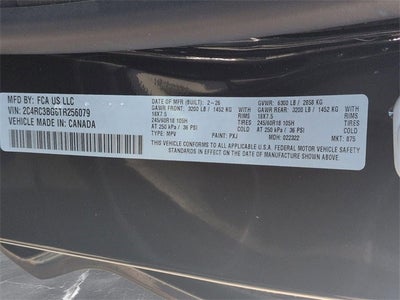 MFD BY: FCA US LLC
VIN: 2C4RC3BG6TR256079
VEHICLE MADE IN: CANADA
DATE OF MFR (BUILT): 2-26
GVWR: 6300 LB / 2858 KG
GAWR FRONT: 3200 LB / 1452 KG
GAWR REAR: 3200 LB / 1452 KG
18X7.5 RIMS
18X7.5 RIMS
245/60R18 105H TIRES
245/60R18 105H TIRES
AT 250 kPa / 36 PSI COLD
AT 250 kPa / 36 PSI COLD
TYPE: MPV PAINT: PXJ MDH: 022322 MKT: 875
THIS VEHICLE CONFORMS TO ALL APPLICABLE U.S.A. FEDERAL MOTOR VEHICLE SAFETY
STANDARDS IN EFFECT ON THE DATE OF MANUFACTURE SHOWN ABOVE